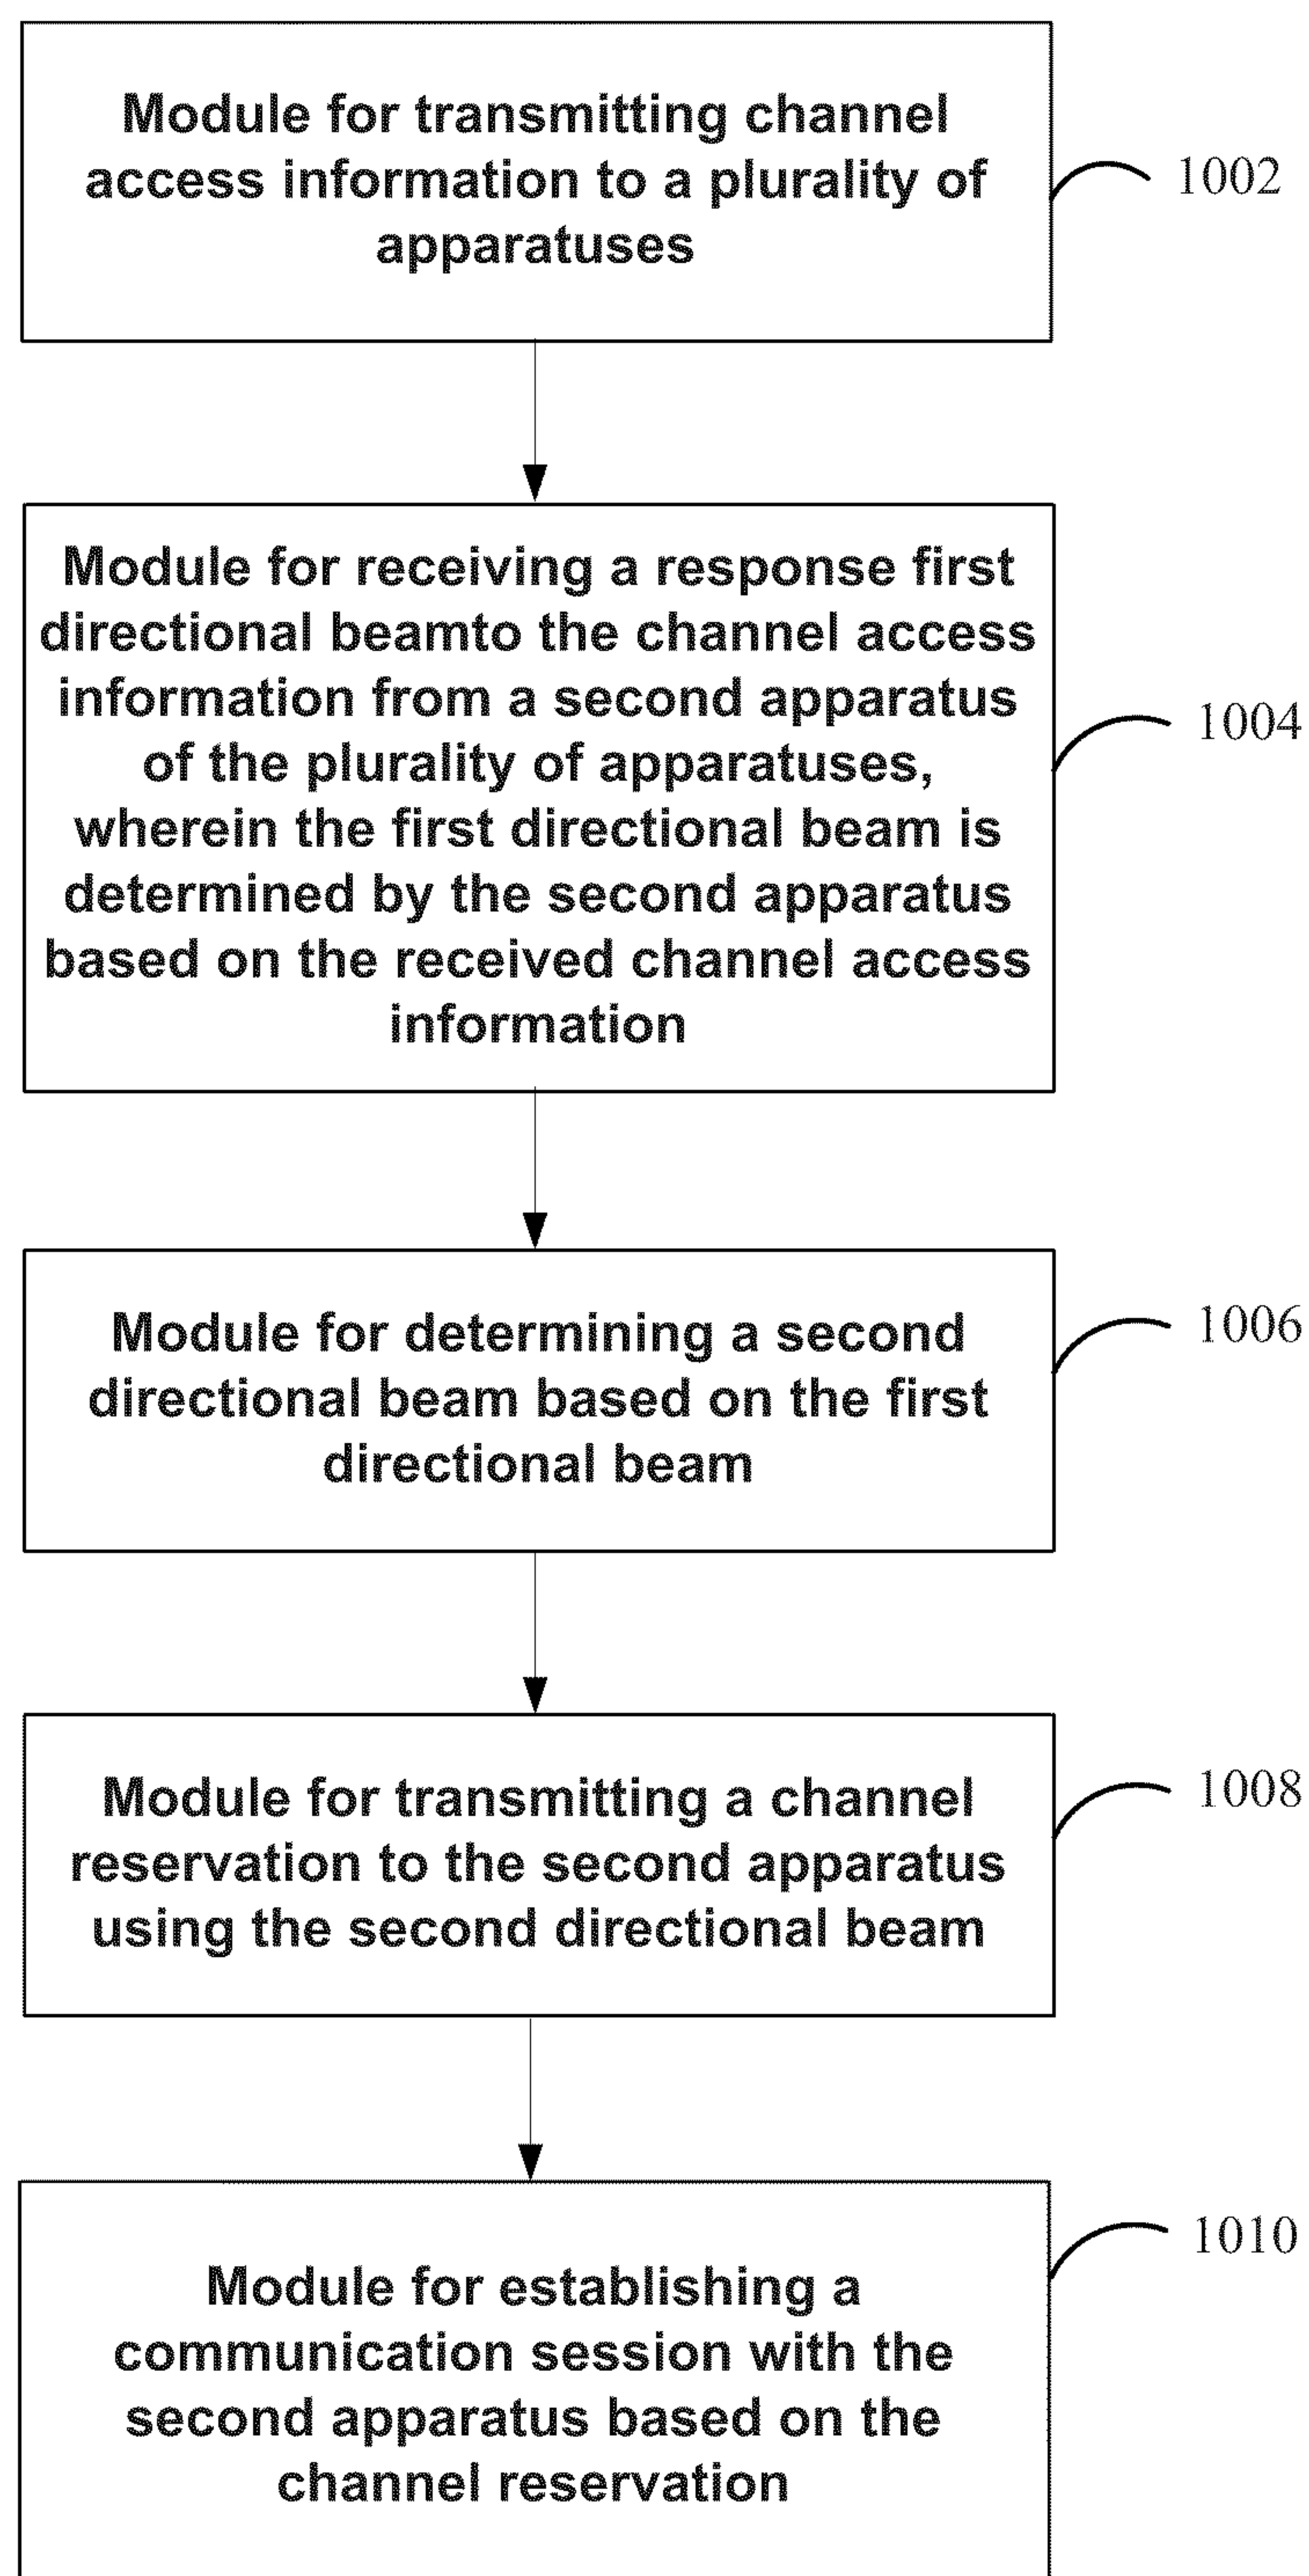 Module for transmitting channel
access information to a plurality of
apparatuses
1002
Module for receiving a response first
directional beamto the channel access
information from a second apparatus
of the plurality of apparatuses,
wherein the first directional beam is
determined by the second apparatus
based on the received channel access
information
1004
Module for determining a second
directional beam based on the first
directional beam
1006
Module for transmitting a channel
reservation to the second apparatus
using the second directional beam
1008
Module for establishing a
communication session with the
second apparatus based on the
channel reservation
1010